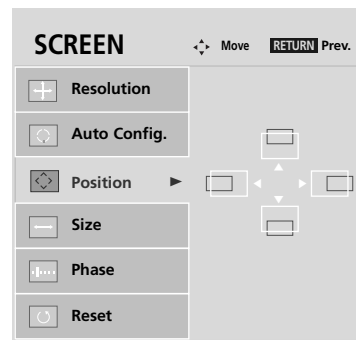 SCREEN Move RETURN Prev.
Resolution
Auto Config.
Position
Size
Phase
Reset